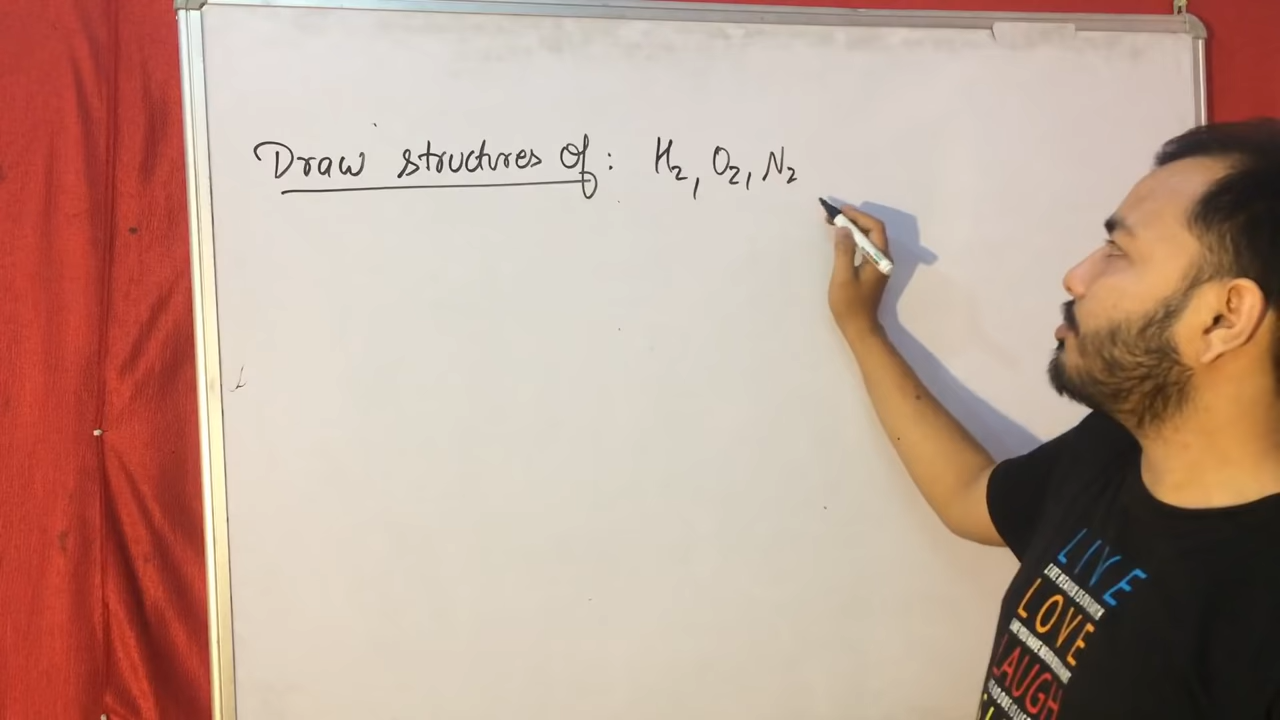 Draw structures of: H₂, O₂, N₂
LIVE
LOVE
LAUGH